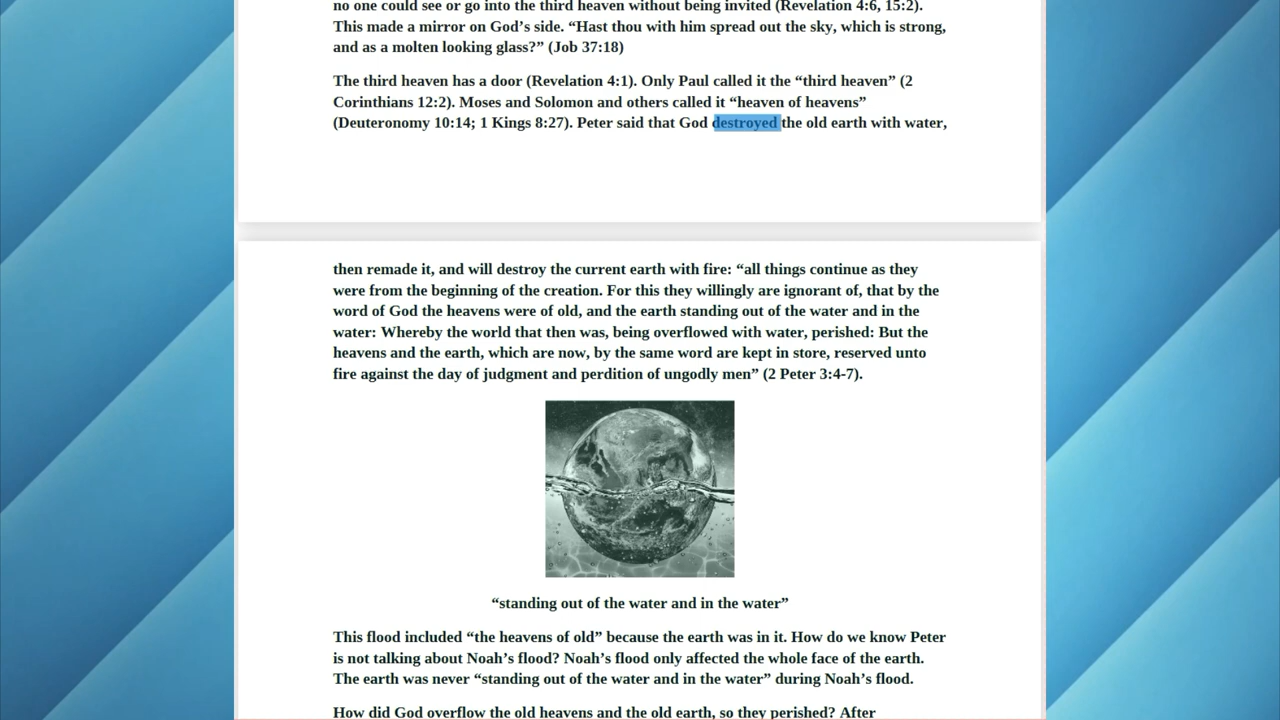 no one could see or go into the third heaven without being invited (Revelation 4:6, 15:2).
This made a mirror on God’s side. “Hast thou with him spread out the sky, which is strong,
and as a molten looking glass?” (Job 37:18)
The third heaven has a door (Revelation 4:1). Only Paul called it the “third heaven” (2
Corinthians 12:2). Moses and Solomon and others called it “heaven of heavens”
(Deuteronomy 10:14; 1 Kings 8:27). Peter said that God destroyed the old earth with water,
then remade it, and will destroy the current earth with fire: “all things continue as they
were from the beginning of the creation. For this they willingly are ignorant of, that by the
word of God the heavens were of old, and the earth standing out of the water and in the
water: Whereby the world that then was, being overflowed with water, perished: But the
heavens and the earth, which are now, by the same word are kept in store, reserved unto
fire against the day of judgment and perdition of ungodly men” (2 Peter 3:4-7).
“standing out of the water and in the water”
This flood included “the heavens of old” because the earth was in it. How do we know Peter
is not talking about Noah’s flood? Noah’s flood only affected the whole face of the earth.
The earth was never “standing out of the water and in the water” during Noah’s flood.
How did God overflow the old heavens and the old earth, so they perished? After